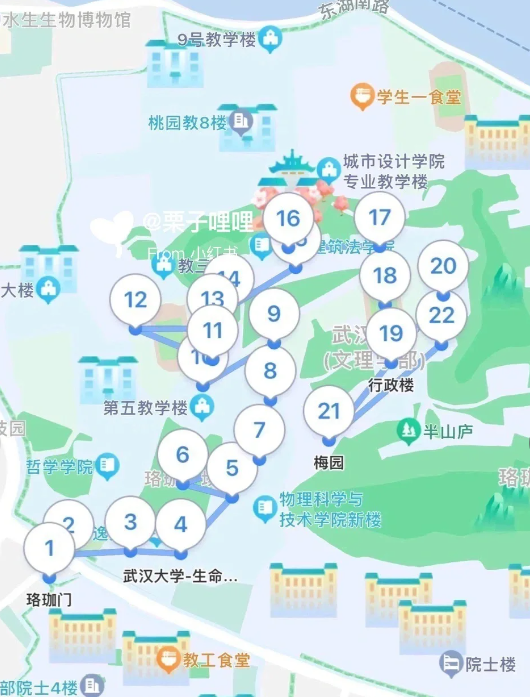 水生生物博物馆
东湖南路
9号教学楼
学生一食堂
桃园教8楼
城市设计学院
专业教学楼
@栗子哩哩
From 小红书
16
17
筑法学院
教三
14
18
20
大楼
12
13
9
22
11
19
武汉
(文理学部)
8
行政楼
第五教学楼
21
7
半山庐
梅园
6
哲学学院
5
物理科学与
技术学院新楼
2
3
4
1
武汉大学-生命...
珞珈门
教工食堂
院士楼
部院士4楼